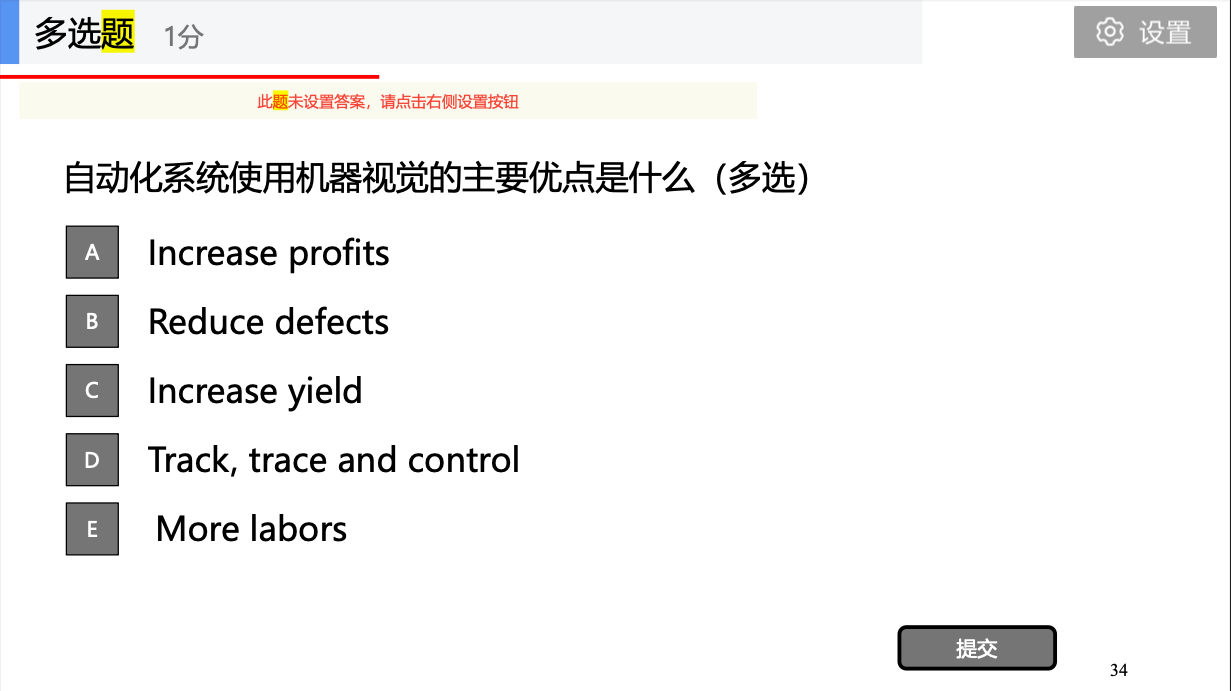 多选题 1分
设置
此题未设置答案，请点击右侧设置按钮
自动化系统使用机器视觉的主要优点是什么（多选）
A Increase profits
B Reduce defects
C Increase yield
D Track, trace and control
E More labors
提交
34